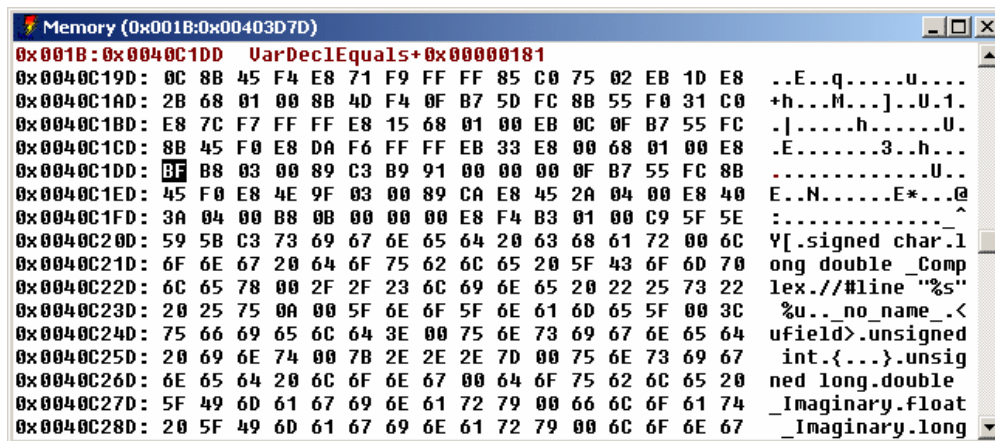 Memory (0x001B:0x00403D7D)
0x001B:0x0040C1DD VarDeclEquals+0x00000181
0x0040C19D: 0C 8B 45 F4 E8 71 F9 FF FF 85 C0 75 02 EB 1D E8 ..E..q.....u....
0x0040C1AD: 2B 68 01 00 8B 4D F4 0F B7 5D FC 8B 55 F0 31 C0 +h...M...]..U.1.
0x0040C1BD: E8 7C F7 FF FF E8 15 68 01 00 EB 0C 0F B7 55 FC .|.....h......U.
0x0040C1CD: 8B 45 F0 E8 DA F6 FF FF EB 33 E8 00 68 01 00 E8 .E.......3..h...
0x0040C1DD: BF B8 03 00 89 C3 B9 91 00 00 00 0F B7 55 FC 8B .............U..
0x0040C1ED: 45 F0 E8 4E 9F 03 00 89 CA E8 45 2A 04 00 E8 40 E..N......E*...@
0x0040C1FD: 3A 04 00 B8 0B 00 00 00 E8 F4 B3 01 00 C9 5F 5E :............._^
0x0040C20D: 59 5B C3 73 69 67 6E 65 64 20 63 68 61 72 00 6C Y[.signed char.l
0x0040C21D: 6F 6E 67 20 64 6F 75 62 6C 65 20 5F 43 6F 6D 70 ong double _Comp
0x0040C22D: 6C 65 78 00 2F 2F 23 6C 69 6E 65 20 22 25 73 22 lex.//#line "%s"
0x0040C23D: 20 25 75 0A 00 5F 6E 6F 5F 6E 61 6D 65 5F 00 3C %u.._no_name_.<
0x0040C24D: 75 66 69 65 6C 64 3E 00 75 6E 73 69 67 6E 65 64 ufield>.unsigned
0x0040C25D: 20 69 6E 74 00 7B 2E 2E 2E 7D 00 75 6E 73 69 67 int.{...}.unsig
0x0040C26D: 6E 65 64 20 6C 6F 6E 67 00 64 6F 75 62 6C 65 20 ned long.double
0x0040C27D: 5F 49 6D 61 67 69 6E 61 72 79 00 66 6C 6F 61 74 _Imaginary.float
0x0040C28D: 20 5F 49 6D 61 67 69 6E 61 72 79 00 6C 6F 6E 67 _Imaginary.long